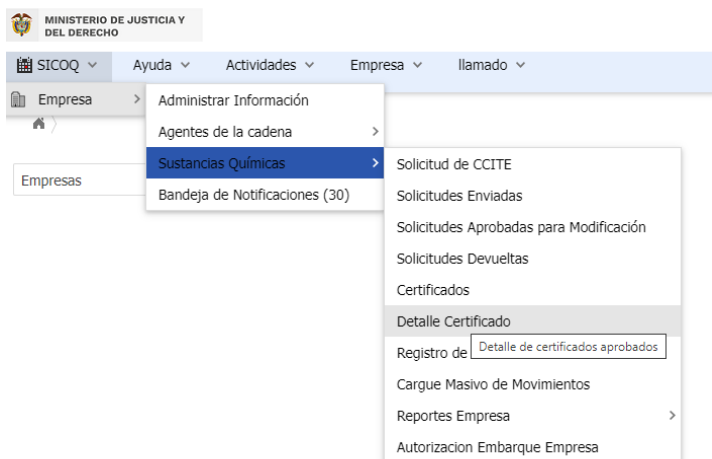 MINISTERIO DE JUSTICIA Y
DEL DERECHO
SICOQ
Ayuda
Actividades
Empresa
llamado
Empresa
Administrar Información
Agentes de la cadena
Sustancias Químicas
Bandeja de Notificaciones (30)
Empresas
Solicitud de CCITE
Solicitudes Enviadas
Solicitudes Aprobadas para Modificación
Solicitudes Devueltas
Certificados
Detalle Certificado
Registro de
Detalle de certificados aprobados
Cargue Masivo de Movimientos
Reportes Empresa
Autorizacion Embarque Empresa